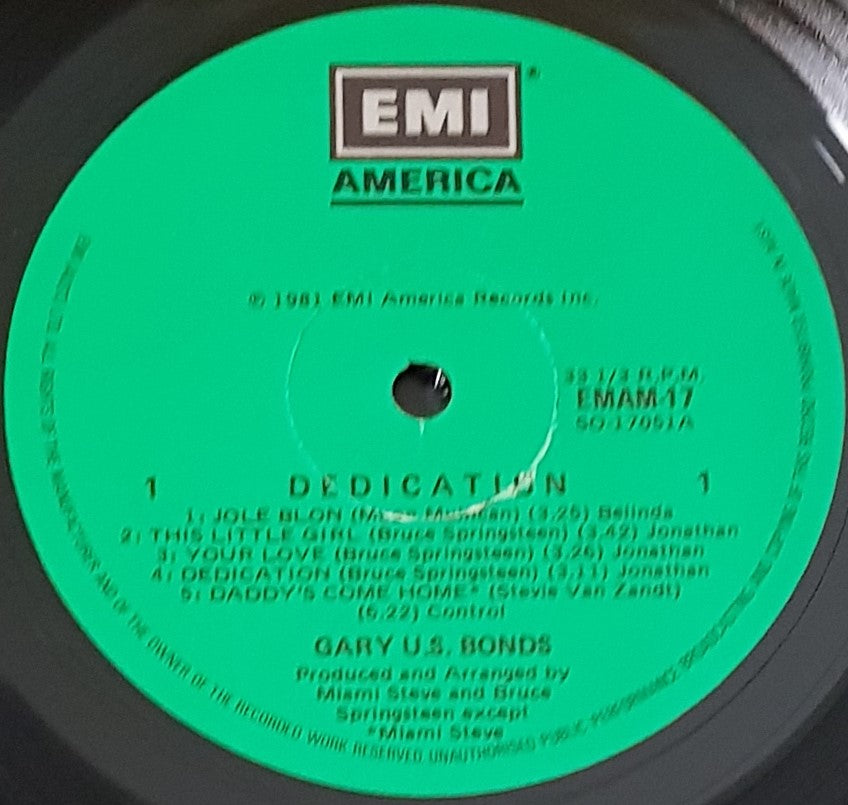 EMI
AMERICA
© 1981 EMI America Records Inc.
33 1/3 R.P.M.
EMAM-17
SO-17051A
1 DEDICATION 1
1: JOLE BLON (3.25) Belinda
2: THIS LITTLE GIRL (Bruce Springsteen) (3.42) Jonathan
3: YOUR LOVE (Bruce Springsteen) (3.26) Jonathan
4: DEDICATION (Bruce Springsteen) (3.11) Jonathan
5: DADDY'S COME HOME* (Stevie Van Zandt)
(5.22) Control
GARY U.S. BONDS
Produced and Arranged by
Miami Steve and Bruce
Springsteen except
*Miami Steve
ALL RIGHTS OF THE MANUFACTURER AND OF THE OWNER OF THE RECORDED WORK RESERVED. UNAUTHORISED PUBLIC PERFORMANCE BROADCASTING AND COPYING OF THIS RECORD PROHIBITED